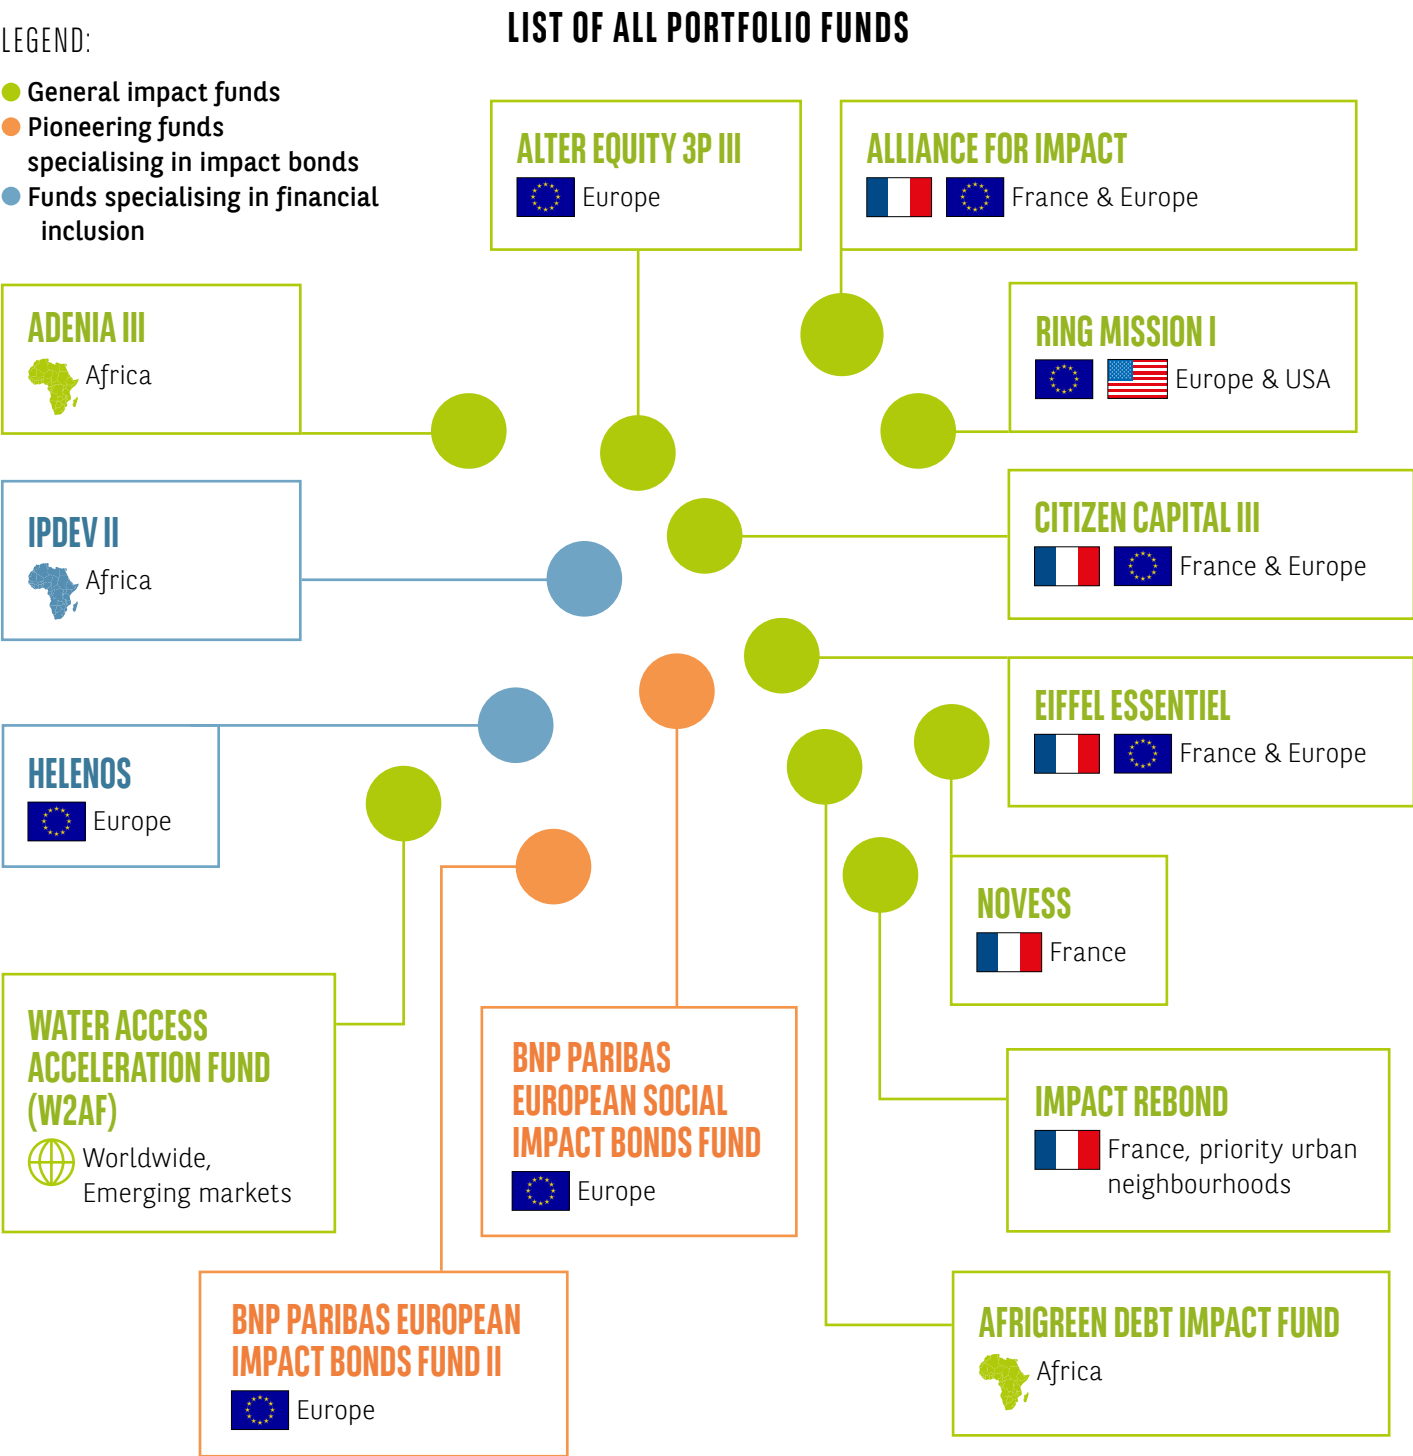 LIST OF ALL PORTFOLIO FUNDS
LEGEND:
General impact funds
Pioneering funds
specialising in impact bonds
Funds specialising in financial
inclusion
ALTER EQUITY 3P III
Europe
ALLIANCE FOR IMPACT
France & Europe
ADENIA III
Africa
RING MISSION I
Europe & USA
IPDEV II
Africa
CITIZEN CAPITAL III
France & Europe
EIFFEL ESSENTIEL
France & Europe
HELENOS
Europe
NOVESS
France
WATER ACCESS
ACCELERATION FUND
(W2AF)
Worldwide,
Emerging markets
BNP PARIBAS
EUROPEAN SOCIAL
IMPACT BONDS FUND
Europe
IMPACT REBOND
France, priority urban
neighbourhoods
BNP PARIBAS EUROPEAN
IMPACT BONDS FUND II
Europe
AFRIGREEN DEBT IMPACT FUND
Africa